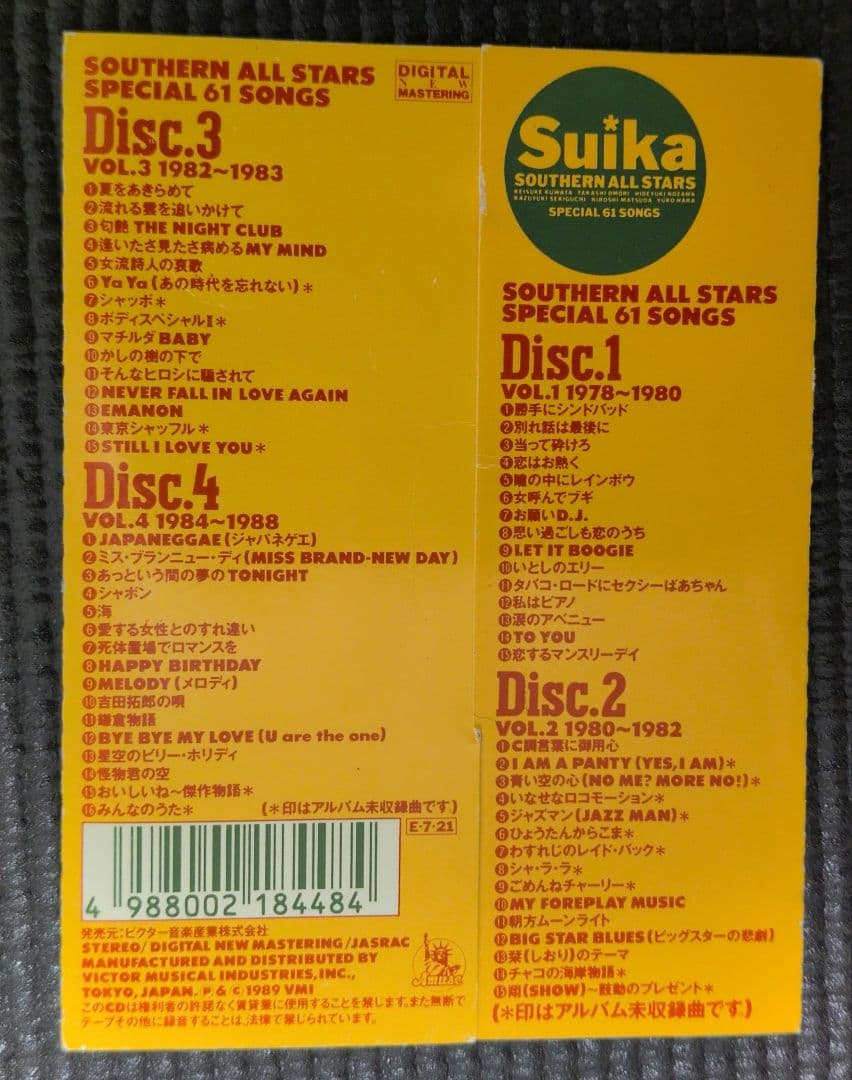 SOUTHERN ALL STARS
SPECIAL 61 SONGS
DIGITAL
NEW
MASTERING
Disc.3
VOL.3 1982〜1983
①夏をあきらめて
②流れる雲を追いかけて
③匂艶 THE NIGHT CLUB
④逢いたさ見たさ病めるMY MIND
⑤女流詩人の哀歌
⑥Ya Ya (あの時代を忘れない)*
⑦シャッポ*
⑧ボディスペシャルⅡ*
⑨マチルダBABY
⑩かしの樹の下で
⑪そんなヒロシに騙されて
⑫NEVER FALL IN LOVE AGAIN
⑬EMANON
⑭東京シャッフル*
⑮STILL I LOVE YOU*
Disc.4
VOL.4 1984〜1988
①JAPANEGGAE(ジャパネゲエ)
②ミス・ブランニュー・ディ(MISS BRAND-NEW DAY)
③あっという間の夢のTONIGHT
④シャボン
⑤海
⑥愛する女性とのすれ違い
⑦死体置場でロマンスを
⑧HAPPY BIRTHDAY
⑨MELODY(メロディ)
⑩吉田拓郎の唄
⑪鎌倉物語
⑫BYE BYE MY LOVE (U are the one)
⑬星空のビリー・ホリディ
⑭怪物君の空
⑮おいしいね〜傑作物語*
⑯みんなのうた* (*印はアルバム未収録曲です)
E・7・21
4 988002 184484
発売元:ビクター音楽産業株式会社
STEREO/DIGITAL NEW MASTERING/JASRAC
MANUFACTURED AND DISTRIBUTED BY
VICTOR MUSICAL INDUSTRIES, INC.,
TOKYO, JAPAN. Ⓟ & Ⓒ 1989 VMI
Amuse
このCDは権利者の許諾なく賃貸業に使用することを禁じます。また無断で
テープその他に録音することは、法律で禁じられています。
Suika
SOUTHERN ALL STARS
KEISUKE KUWATA TAKASHI OMORI HIDEYUKI NOZAWA
KAZUYUKI SEKIGUCHI HIROSHI MATSUDA YUKO HARA
SPECIAL 61 SONGS
SOUTHERN ALL STARS
SPECIAL 61 SONGS
Disc.1
VOL.1 1978〜1980
①勝手にシンドバッド
②別れ話は最後に
③当って砕けろ
④恋はお熱く
⑤瞳の中にレインボウ
⑥女呼んでブギ
⑦お願いD.J.
⑧思い過ごしも恋のうち
⑨LET IT BOOGIE
⑩いとしのエリー
⑪タバコ・ロードにセクシーばあちゃん
⑫私はピアノ
⑬涙のアベニュー
⑭TO YOU
⑮恋するマンスリーデイ
Disc.2
VOL.2 1980〜1982
①C調言葉に御用心
②I AM A PANTY (YES, I AM)*
③青い空の心(NO ME? MORE NO!)*
④いなせなロコモーション*
⑤ジャズマン(JAZZ MAN)*
⑥ひょうたんからこま*
⑦わすれじのレイド・バック*
⑧シャ・ラ・ラ*
⑨ごめんねチャーリー*
⑩MY FOREPLAY MUSIC
⑪朝方ムーンライト
⑫BIG STAR BLUES(ビッグスターの悲劇)
⑬栞(しおり)のテーマ
⑭チャコの海岸物語*
⑮翔(SHOW)〜鼓動のプレゼント*
(*印はアルバム未収録曲です。)